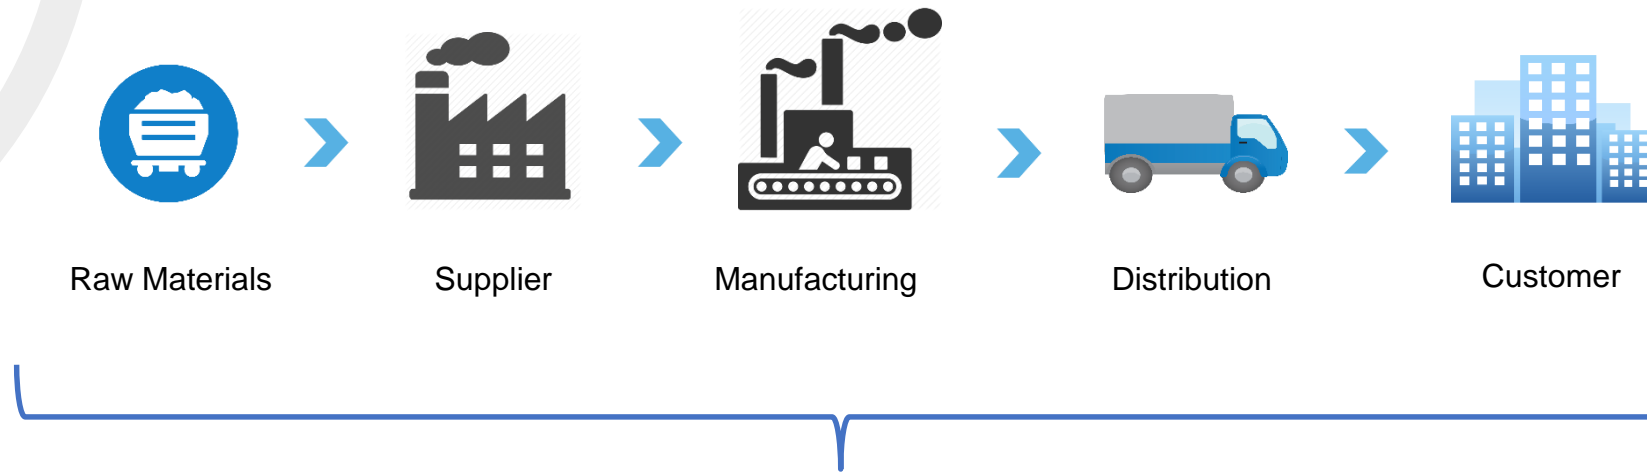 Raw Materials
Supplier
Manufacturing
Distribution
Customer